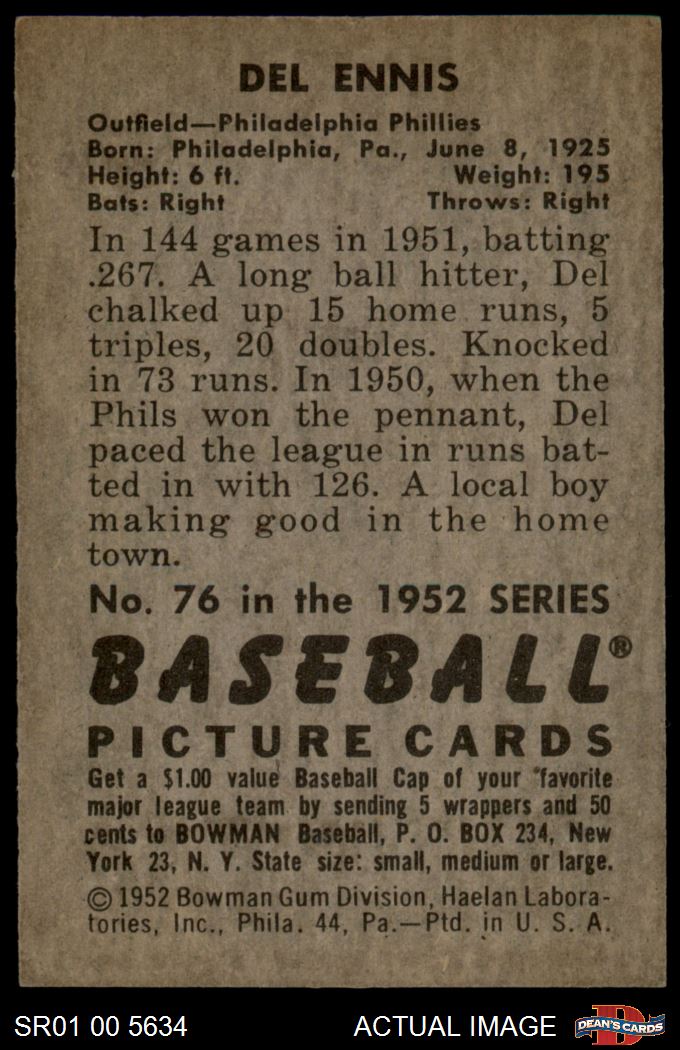 DEL ENNIS
Outfield—Philadelphia Phillies
Born: Philadelphia, Pa., June 8, 1925
Height: 6 ft. Weight: 195
Bats: Right Throws: Right
In 144 games in 1951, batting
.267. A long ball hitter, Del
chalked up 15 home runs, 5
triples, 20 doubles. Knocked
in 73 runs. In 1950, when the
Phils won the pennant, Del
paced the league in runs bat-
ted in with 126. A local boy
making good in the home
town.
No. 76 in the 1952 SERIES
BASEBALL®
PICTURE CARDS
Get a $1.00 value Baseball Cap of your favorite
major league team by sending 5 wrappers and 50
cents to BOWMAN Baseball, P. O. BOX 234, New
York 23, N. Y. State size: small, medium or large.
© 1952 Bowman Gum Division, Haelan Labora-
tories, Inc., Phila. 44, Pa.—Ptd. in U. S. A.
SR01 00 5634 ACTUAL IMAGE DEAN'S CARDS